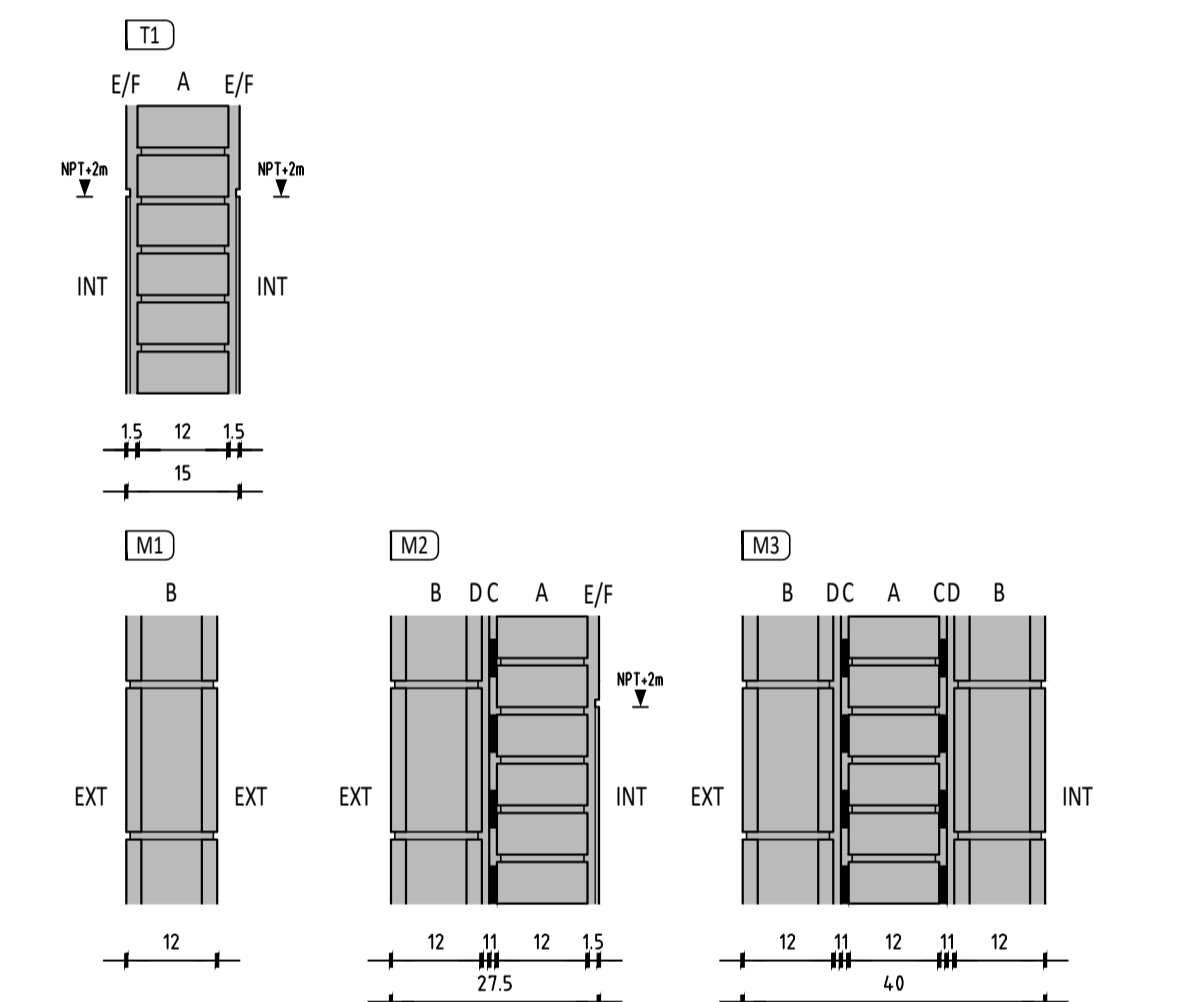 T1
E/F A E/F
NPT+2m NPT+2m
INT INT
1.5 12 1.5
15
M1 M2 M3
B B D C A E/F B D C A C D B
NPT+2m
EXT EXT EXT INT EXT INT
12 12 1 1 12 1.5 12 1 1 12 1 1 12
27.5 40